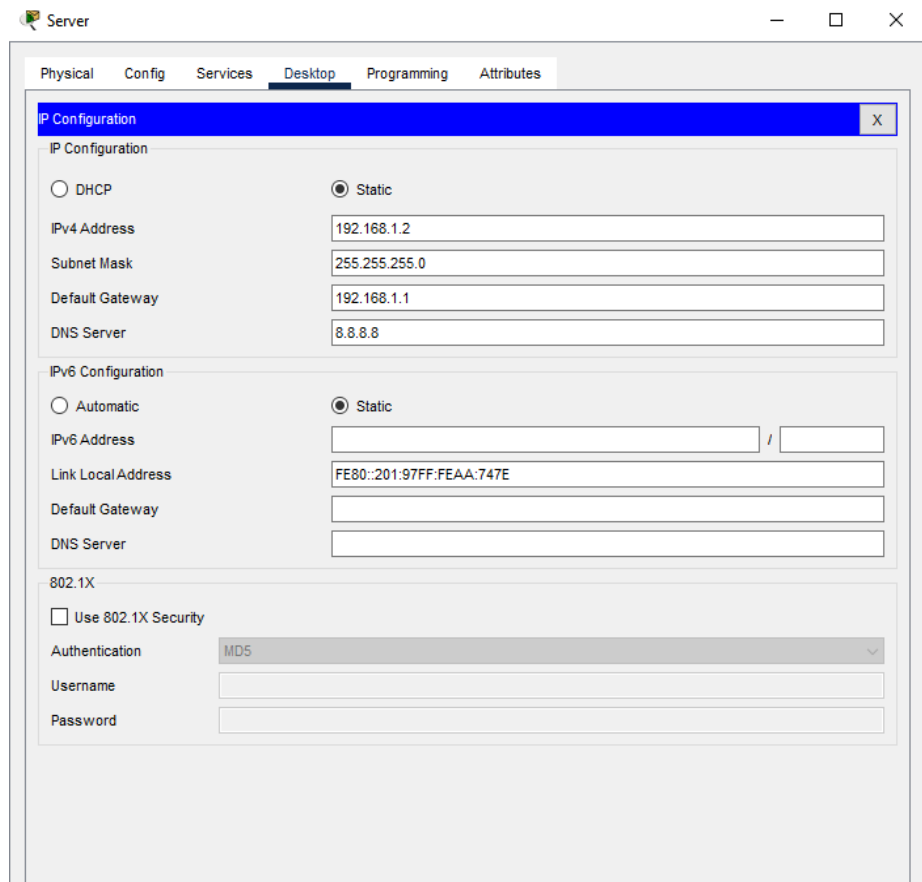 Server
Physical Config Services Desktop Programming Attributes
IP Configuration X
IP Configuration
DHCP Static
IPv4 Address 192.168.1.2
Subnet Mask 255.255.255.0
Default Gateway 192.168.1.1
DNS Server 8.8.8.8
IPv6 Configuration
Automatic Static
IPv6 Address /
Link Local Address FE80::201:97FF:FEAA:747E
Default Gateway
DNS Server
802.1X
Use 802.1X Security
Authentication MD5
Username
Password